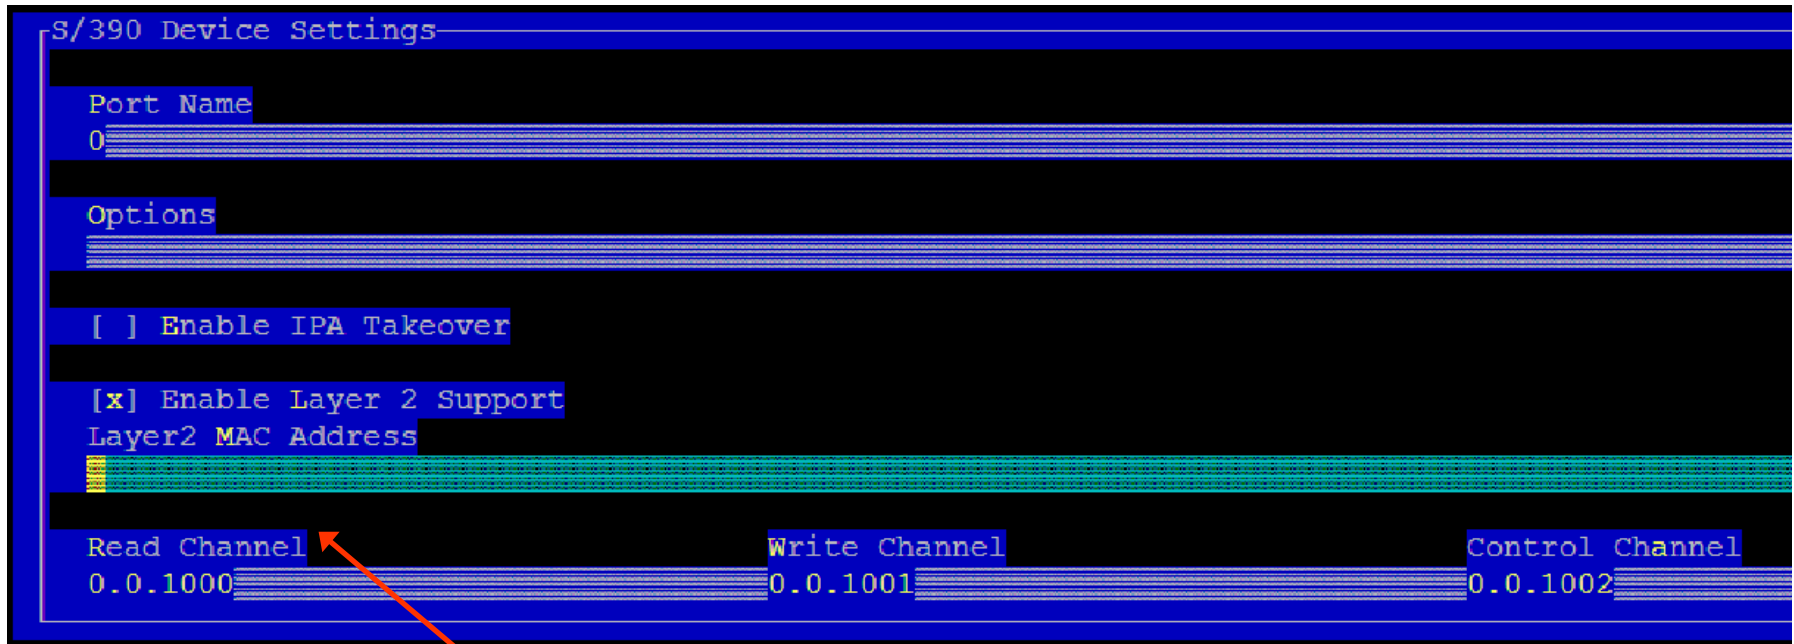 S/390 Device Settings
Port Name
0
Options
[ ] Enable IPA Takeover
[x] Enable Layer 2 Support
Layer2 MAC Address
Read Channel Write Channel Control Channel
0.0.1000 0.0.1001 0.0.1002